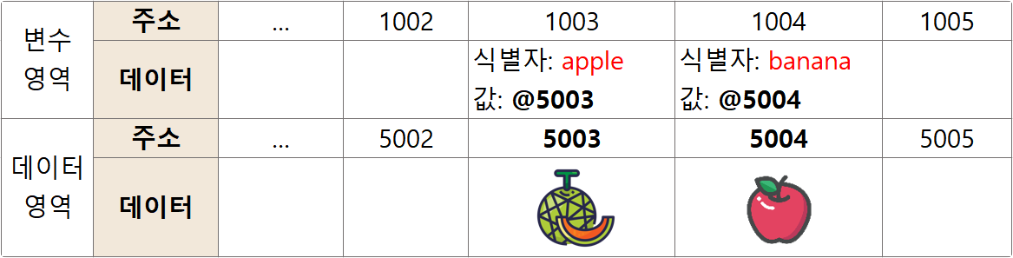 변수 영역 주소 ... 1002 1003 1004 1005
데이터 식별자: apple 식별자: banana
값: @5003 값: @5004
데이터 영역 주소 ... 5002 5003 5004 5005
데이터